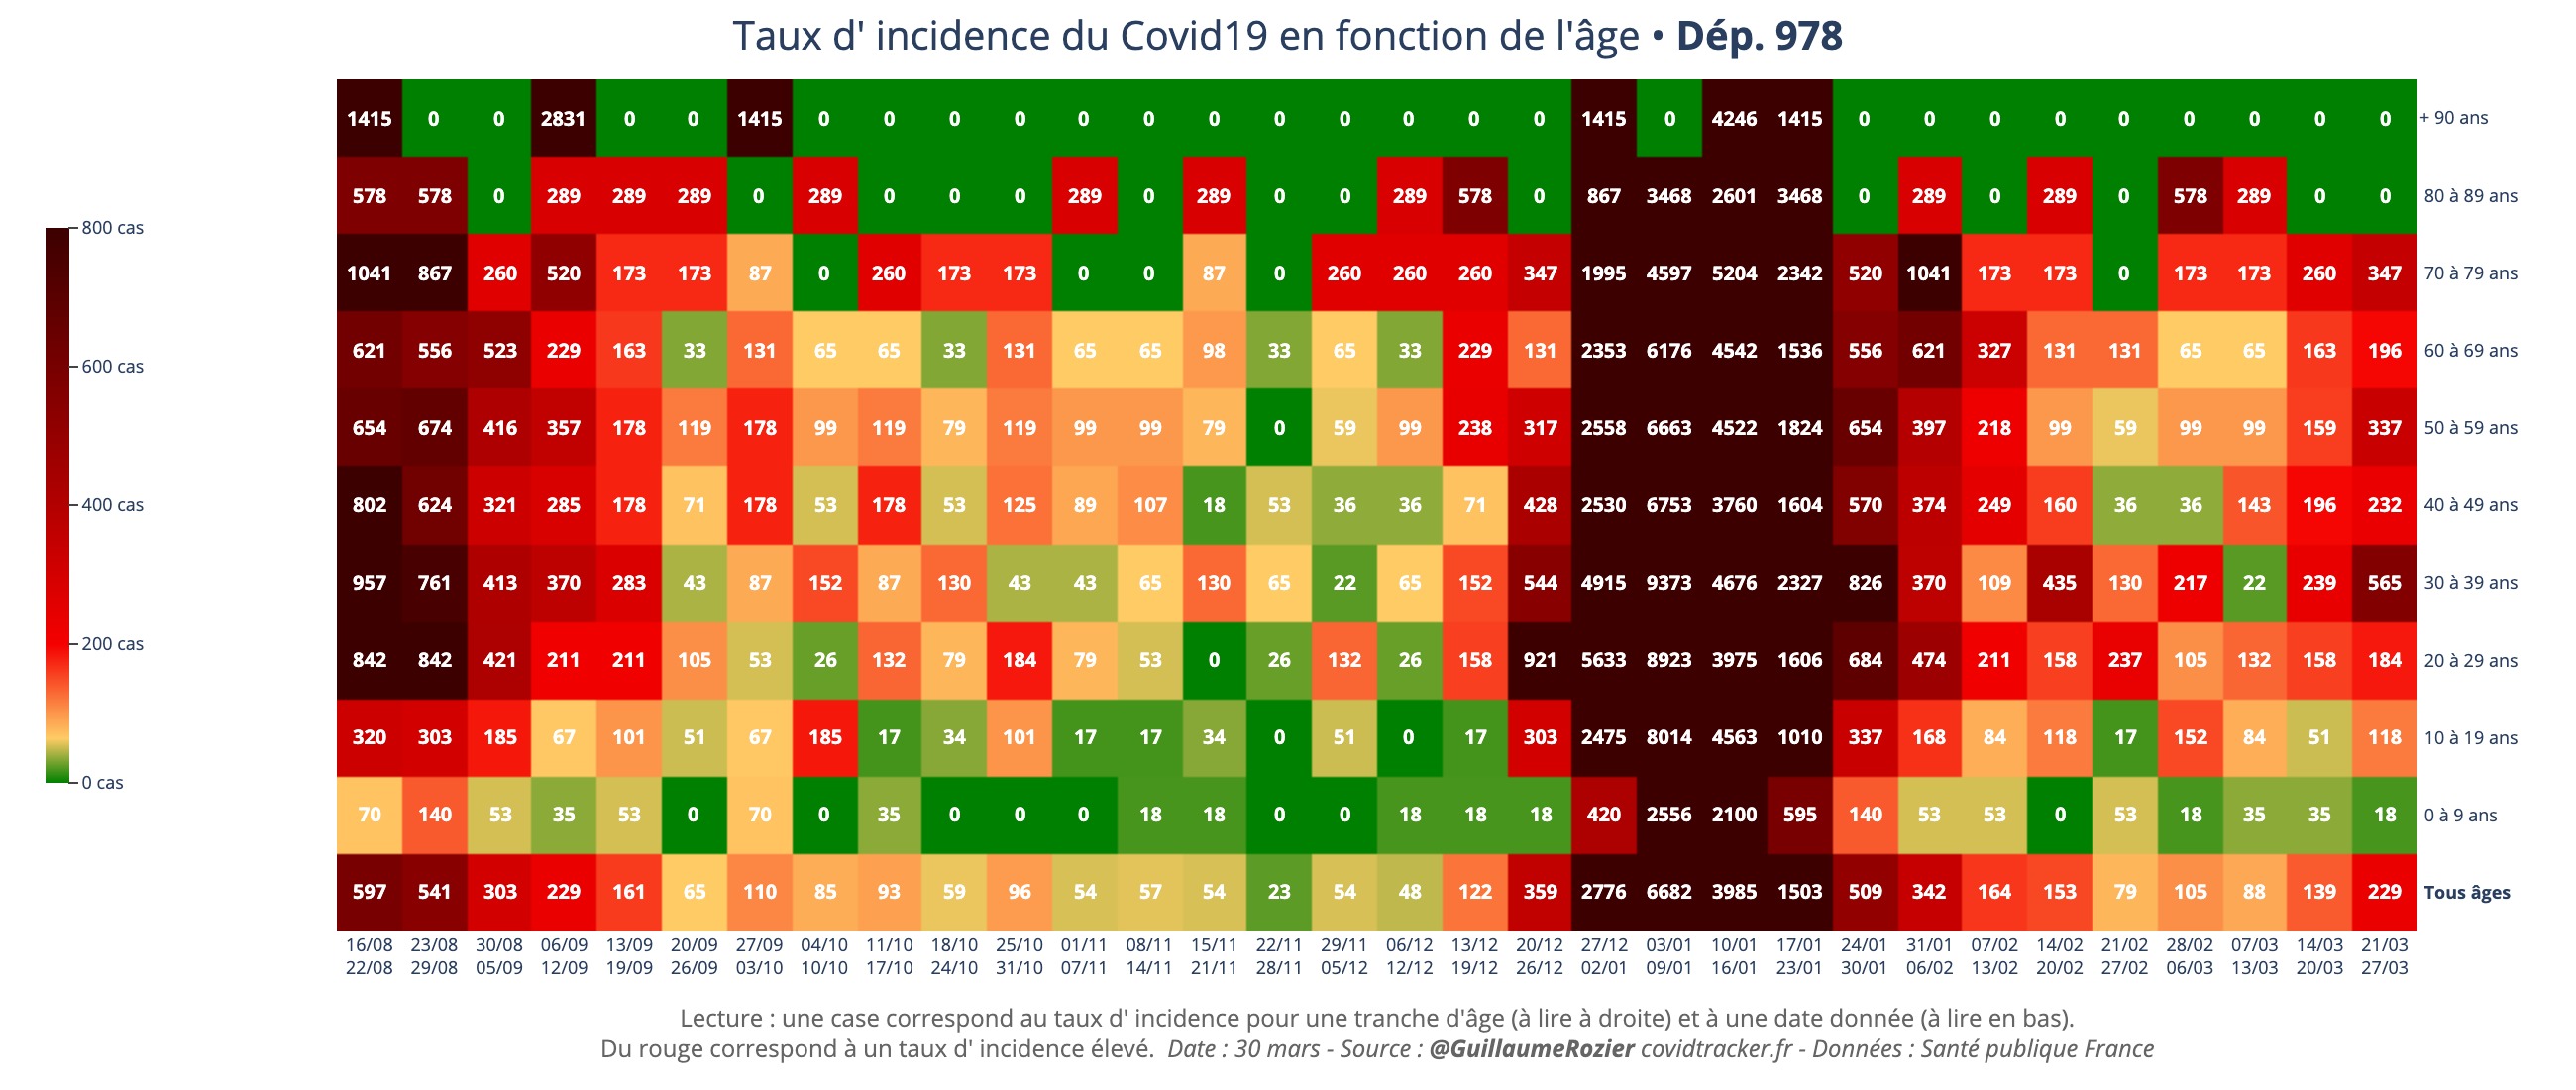 Taux d' incidence du Covid19 en fonction de l'âge • Dép. 978
1415 0 0 2831 0 0 1415 0 0 0 0 0 0 0 0 0 0 0 0 1415 0 4246 1415 0 0 0 0 0 0 0 0 0 + 90 ans
578 578 0 289 289 289 0 289 0 0 0 289 0 289 0 0 289 578 0 867 3468 2601 3468 0 289 0 289 0 578 289 0 0 80 à 89 ans
1041 867 260 520 173 173 87 0 260 173 173 0 0 87 0 260 260 260 347 1995 4597 5204 2342 520 1041 173 173 0 173 173 260 347 70 à 79 ans
621 556 523 229 163 33 131 65 65 33 131 65 65 98 33 65 33 229 131 2353 6176 4542 1536 556 621 327 131 131 65 65 163 196 60 à 69 ans
654 674 416 357 178 119 178 99 119 79 119 99 99 79 0 59 99 238 317 2558 6663 4522 1824 654 397 218 99 59 99 99 159 337 50 à 59 ans
802 624 321 285 178 71 178 53 178 53 125 89 107 18 53 36 36 71 428 2530 6753 3760 1604 570 374 249 160 36 36 143 196 232 40 à 49 ans
957 761 413 370 283 43 87 152 87 130 43 43 65 130 65 22 65 152 544 4915 9373 4676 2327 826 370 109 435 130 217 22 239 565 30 à 39 ans
842 842 421 211 211 105 53 26 132 79 184 79 53 0 26 132 26 158 921 5633 8923 3975 1606 684 474 211 158 237 105 132 158 184 20 à 29 ans
320 303 185 67 101 51 67 185 17 34 101 17 17 34 0 51 0 17 303 2475 8014 4563 1010 337 168 84 118 17 152 84 51 118 10 à 19 ans
70 140 53 35 53 0 70 0 35 0 0 0 18 18 0 0 18 18 18 420 2556 2100 595 140 53 53 0 53 18 35 35 18 0 à 9 ans
597 541 303 229 161 65 110 85 93 59 96 54 57 54 23 54 48 122 359 2776 6682 3985 1503 509 342 164 153 79 105 88 139 229 Tous âges
16/08 23/08 30/08 06/09 13/09 20/09 27/09 04/10 11/10 18/10 25/10 01/11 08/11 15/11 22/11 29/11 06/12 13/12 20/12 27/12 03/01 10/01 17/01 24/01 31/01 07/02 14/02 21/02 28/02 07/03 14/03 21/03
22/08 29/08 05/09 12/09 19/09 26/09 03/10 10/10 17/10 24/10 31/10 07/11 14/11 21/11 28/11 05/12 12/12 19/12 26/12 02/01 09/01 16/01 23/01 30/01 06/02 13/02 20/02 27/02 06/03 13/03 20/03 27/03
800 cas
600 cas
400 cas
200 cas
0 cas
Lecture : une case correspond au taux d' incidence pour une tranche d'âge (à lire à droite) et à une date donnée (à lire en bas).
Du rouge correspond à un taux d' incidence élevé. Date : 30 mars - Source : @GuillaumeRozier covidtracker.fr - Données : Santé publique France